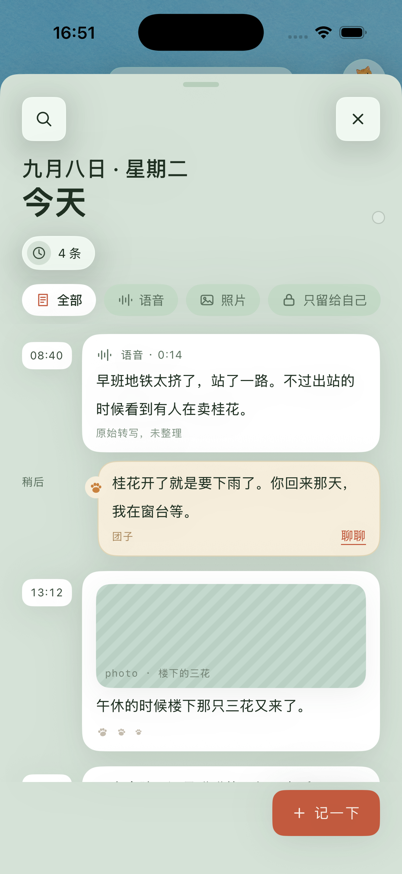 16:51
九月八日 · 星期二
今天
4 条
全部
语音
照片
只留给自己
08:40
语音 · 0:14
早班地铁太挤了，站了一路。不过出站的
时候看到有人在卖桂花。
原始转写，未整理
稍后
桂花开了就是要下雨了。你回来那天，
我在窗台等。
团子
聊聊
13:12
photo · 楼下的三花
午休的时候楼下那只三花又来了。
+ 记一下